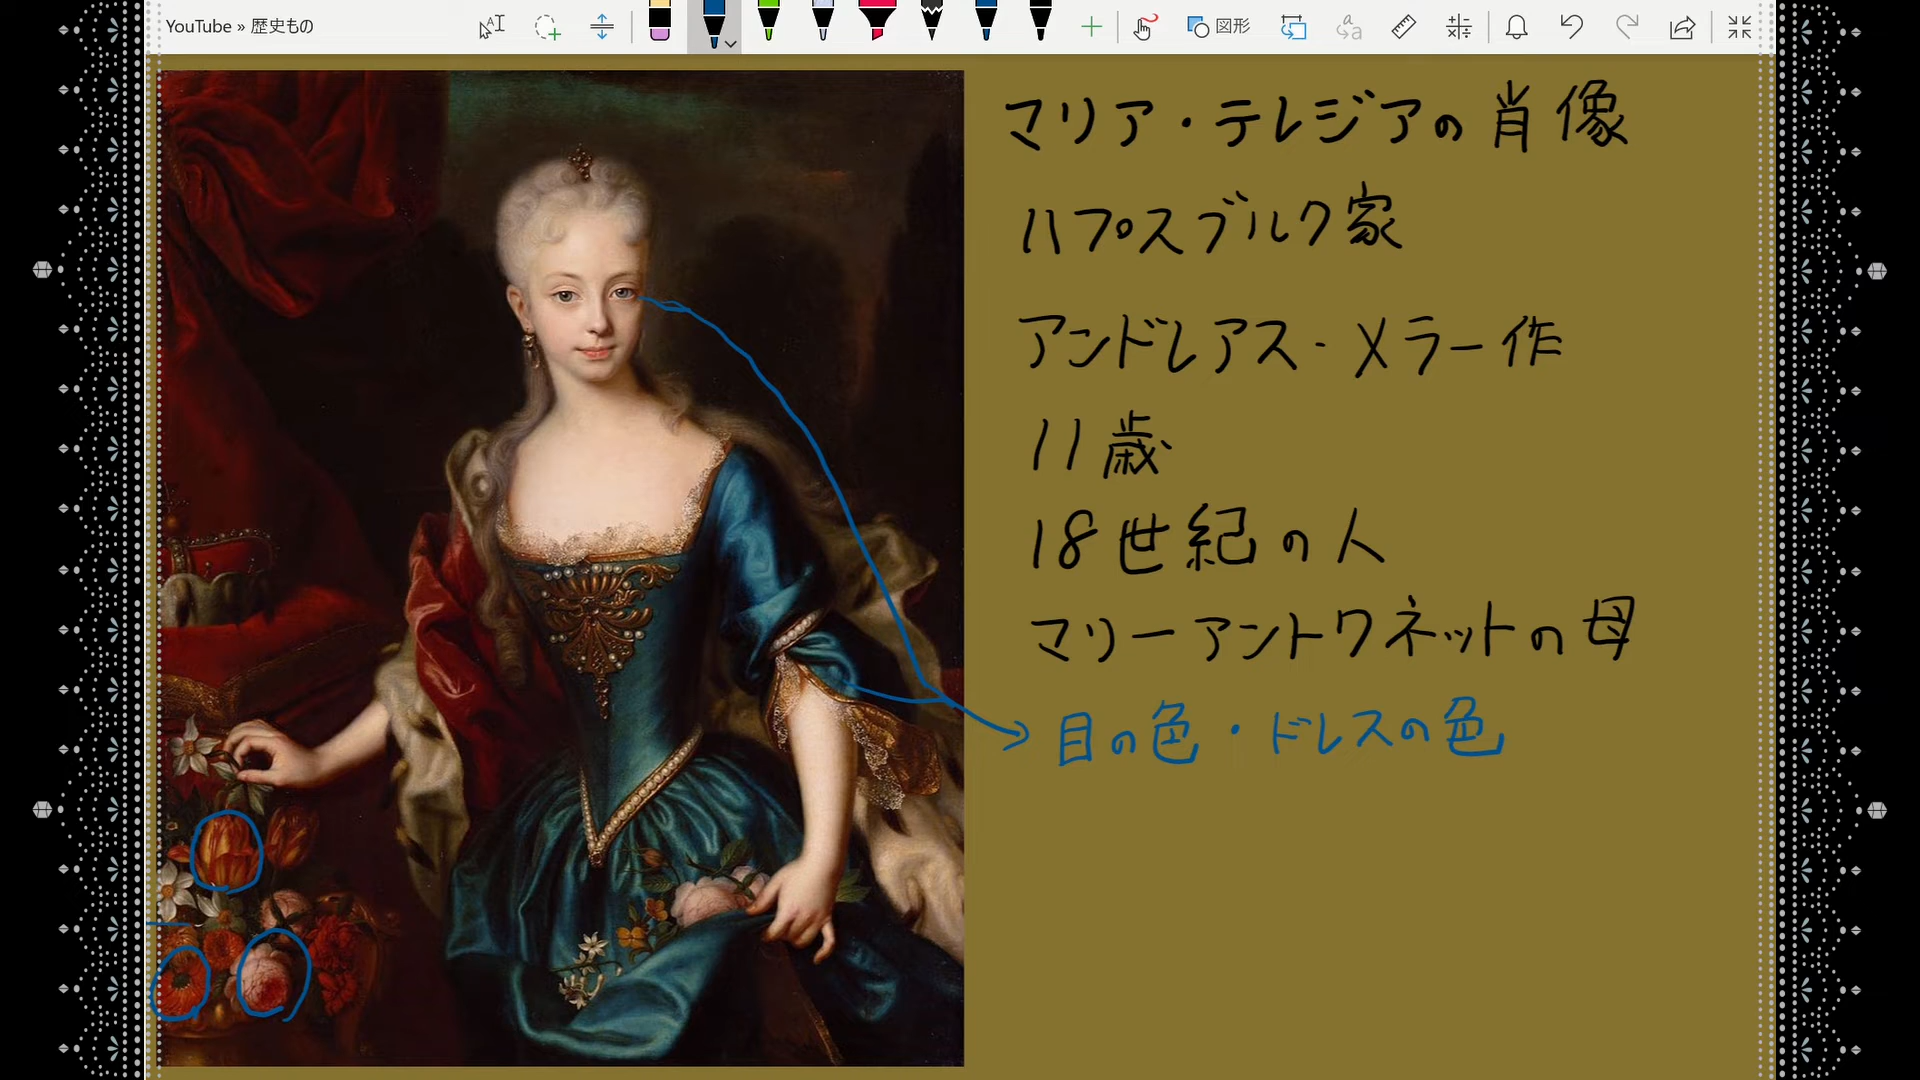 YouTube » 歴史もの
図形
マリア・テレジアの肖像
ハプスブルク家
アンドレアス・メラー作
11歳
18世紀の人
マリーアントワネットの母
目の色・ドレスの色